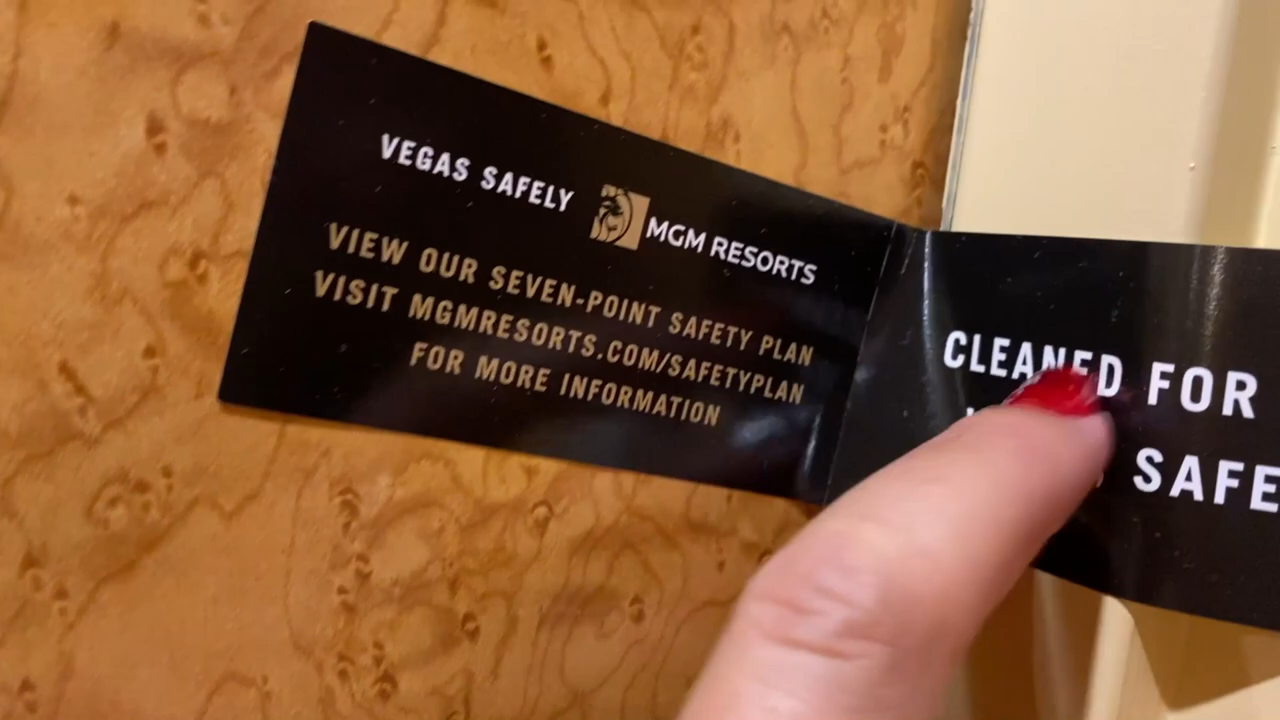 VEGAS SAFELY
MGM RESORTS
VIEW OUR SEVEN-POINT SAFETY PLAN
VISIT MGMRESORTS.COM/SAFETYPLAN
FOR MORE INFORMATION
CLEANED FOR
SAFE